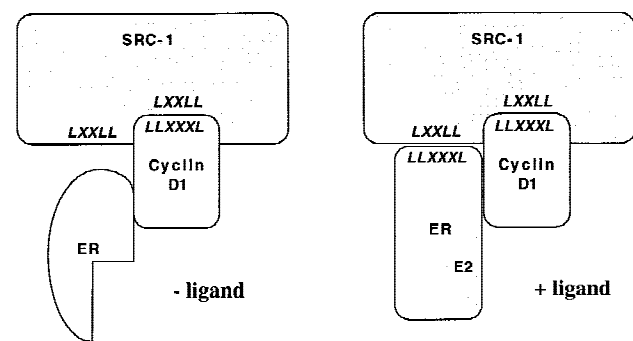 SRC-1
LXXLL
LXXLL
LLXXXL
Cyclin
D1
ER
- ligand
SRC-1
LXXLL
LXXLL
LLXXXL
LLXXXL
Cyclin
D1
ER
E2
+ ligand